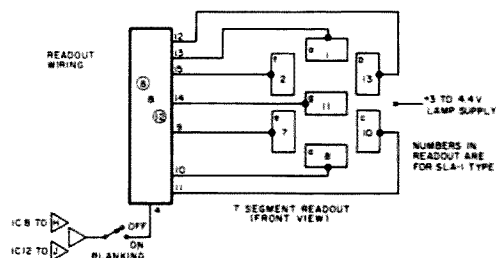 READOUT
WIRING
8
8
12
12
13
15
14
9
10
11
4
a
1
f
2
b
13
g
11
e
7
c
10
d
8
+3 TO 4.4V
LAMP SUPPLY
NUMBERS IN
READOUT ARE
FOR SLA-1 TYPE
7 SEGMENT READOUT
(FRONT VIEW)
IC8 TO H
OFF
ON
IC12 TO J
BLANKING